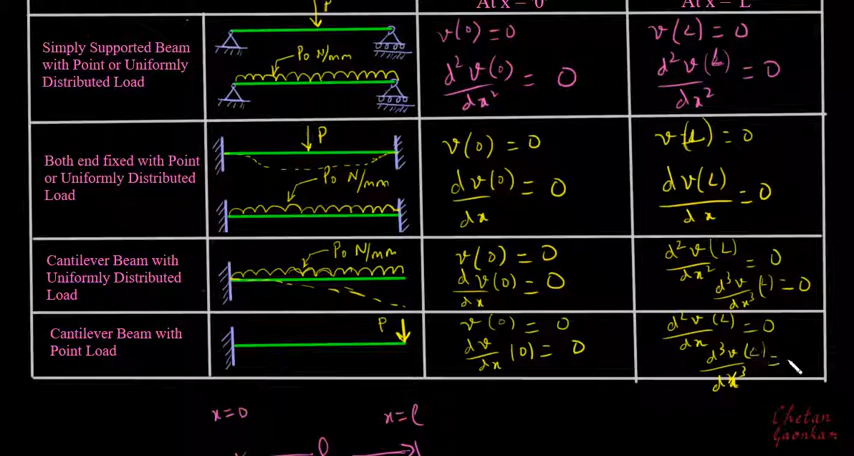 At x = 0
At x = L
Simply Supported Beam
with Point or Uniformly
Distributed Load
P
P₀ N/mm
v(0) = 0
d²v(0)/dx² = 0
v(L) = 0
d²v(L)/dx² = 0
Both end fixed with Point
or Uniformly Distributed
Load
P
P₀ N/mm
v(0) = 0
dv(0)/dx = 0
v(L) = 0
dv(L)/dx = 0
Cantilever Beam with
Uniformly Distributed
Load
P₀ N/mm
v(0) = 0
dv/dx (0) = 0
d²v(L)/dx² = 0
d³v/dx³ (L) = 0
Cantilever Beam with
Point Load
P
v(0) = 0
dv/dx (0) = 0
d²v(L)/dx = 0
d³v(L)/dx³ =
x=0
x=l
l
Chetan
Gaonkan